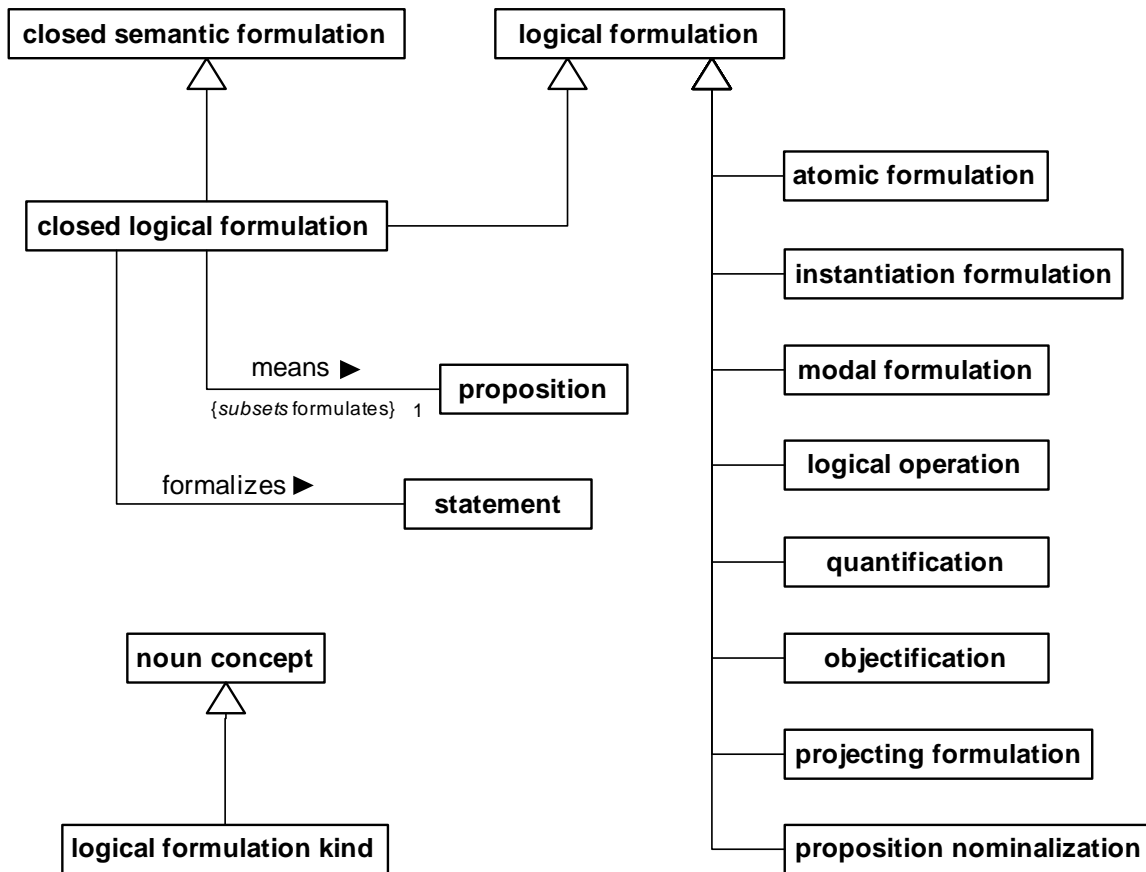 closed semantic formulation
logical formulation
atomic formulation
closed logical formulation
instantiation formulation
means ▶
modal formulation
proposition
{subsets formulates} 1
logical operation
formalizes ▶
statement
quantification
noun concept
objectification
projecting formulation
logical formulation kind
proposition nominalization